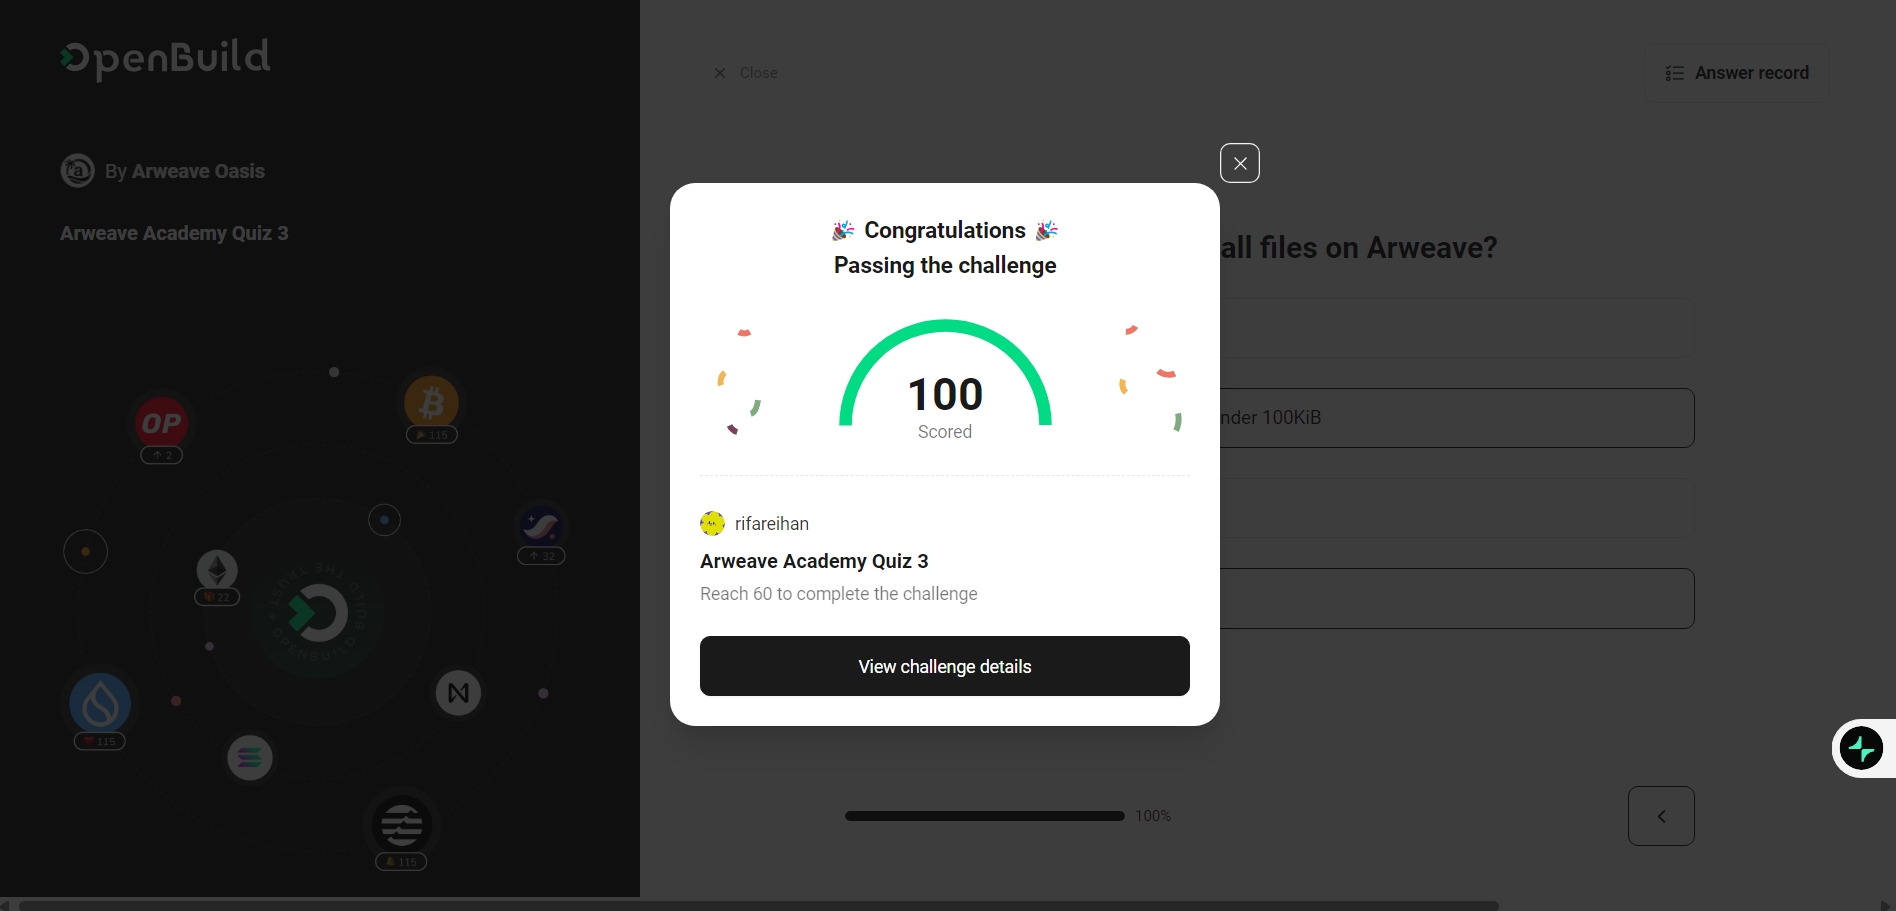 OpenBuild
Close
Answer record
By Arweave Oasis
Arweave Academy Quiz 3
all files on Arweave?
nder 100KiB
Congratulations
Passing the challenge
100
Scored
rifareihan
Arweave Academy Quiz 3
Reach 60 to complete the challenge
View challenge details
100%
OP
2
115
32
22
115
115